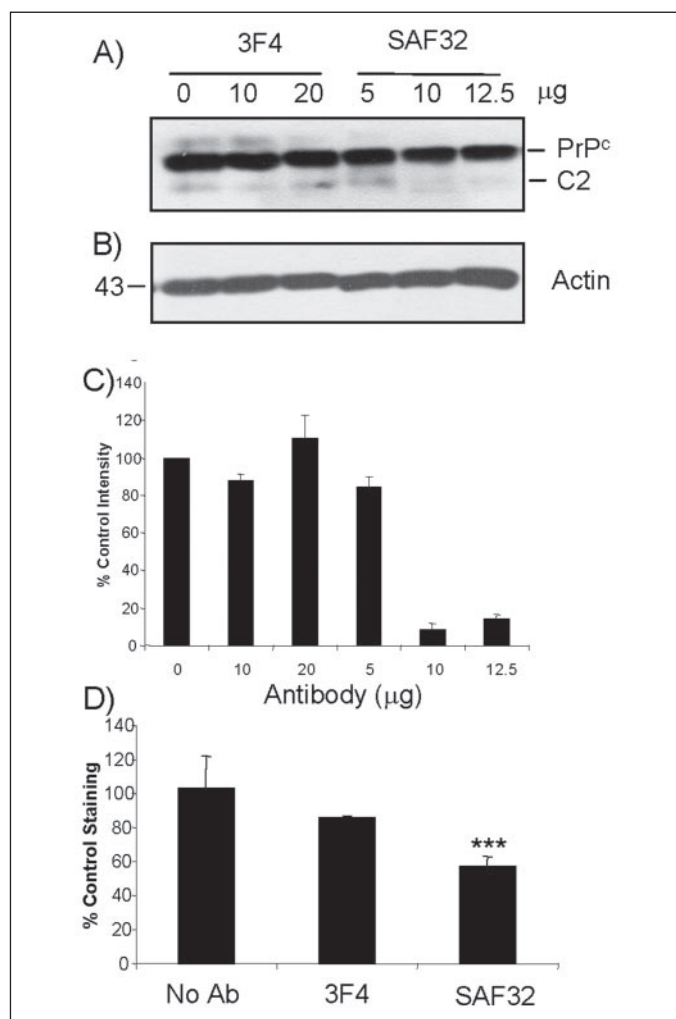 3F4 SAF32
A)
0 10 20 5 10 12.5 μg
PrPᶜ
C2
B)
43 Actin
C)
140
120
100
80
60
40
20
0
% Control Intensity
0 10 20 5 10 12.5
Antibody (μg)
D)
140
120
100
80
60
40
20
0
% Control Staining
***
No Ab 3F4 SAF32